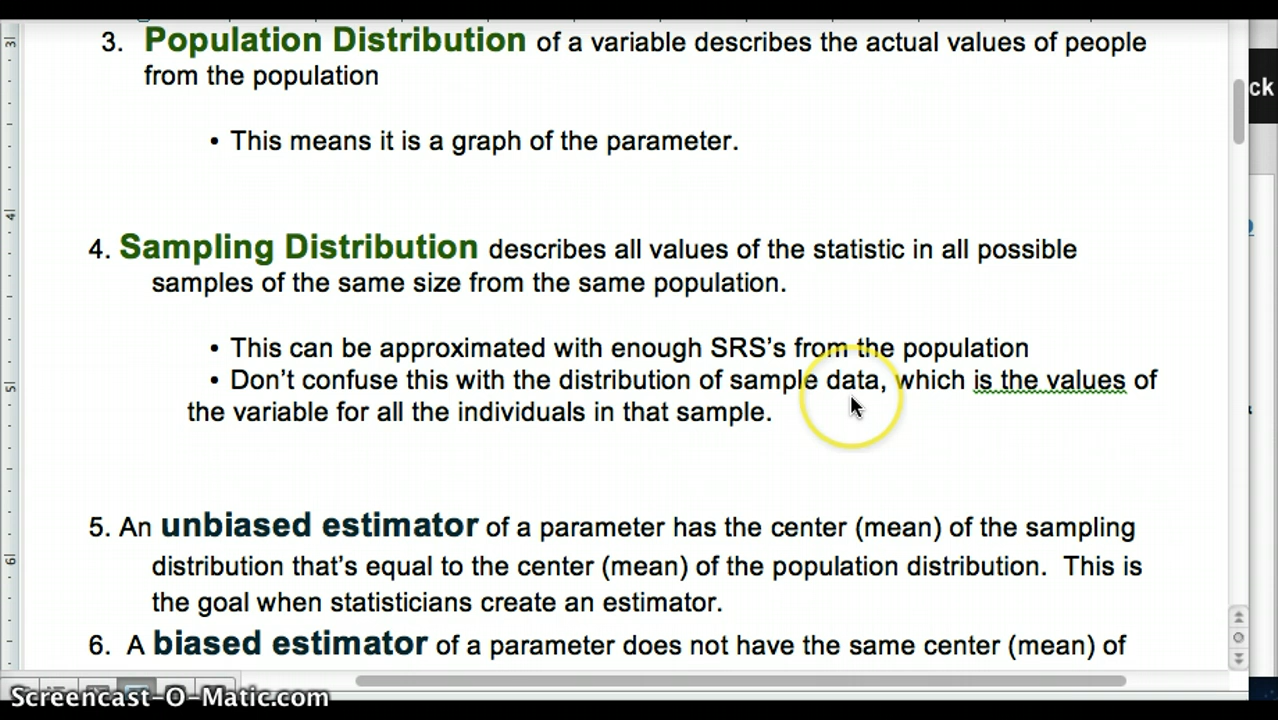 3. Population Distribution of a variable describes the actual values of people
from the population
• This means it is a graph of the parameter.
4. Sampling Distribution describes all values of the statistic in all possible
samples of the same size from the same population.
• This can be approximated with enough SRS’s from the population
• Don’t confuse this with the distribution of sample data, which is the values of
the variable for all the individuals in that sample.
5. An unbiased estimator of a parameter has the center (mean) of the sampling
distribution that’s equal to the center (mean) of the population distribution. This is
the goal when statisticians create an estimator.
6. A biased estimator of a parameter does not have the same center (mean) of
ck
3
4
5
6
Screencast-O-Matic.com